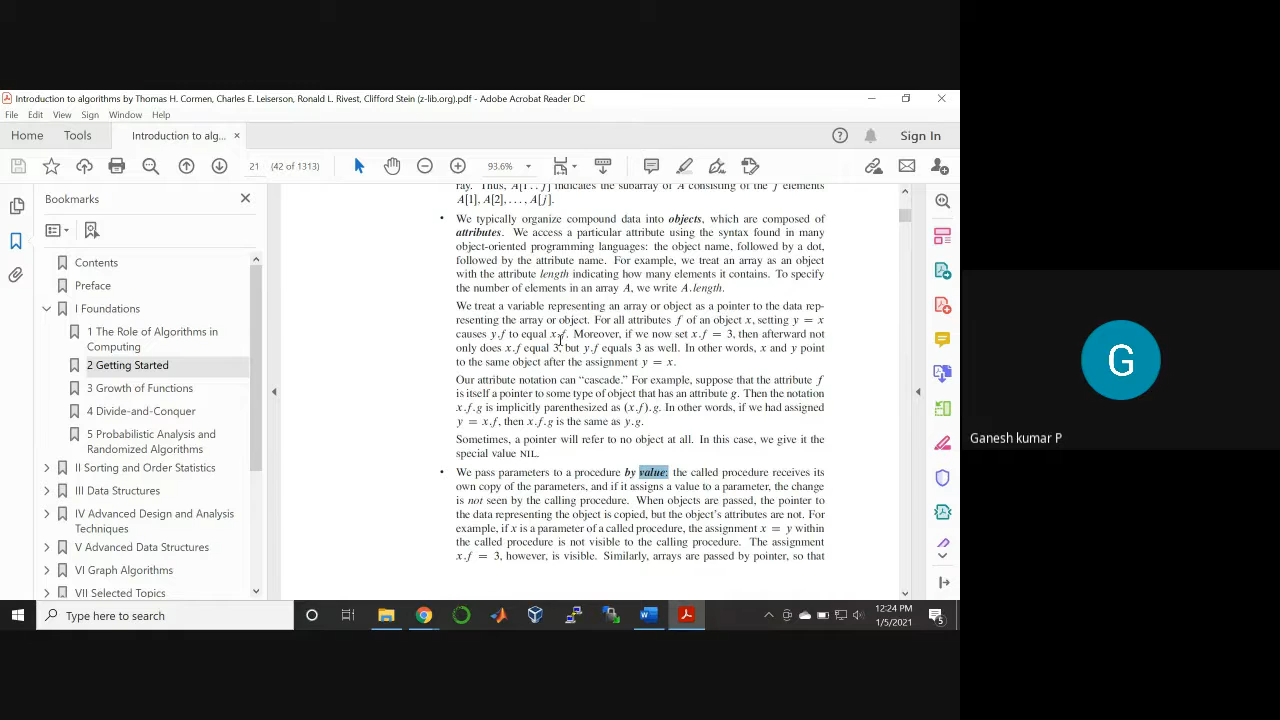 Introduction to algorithms by Thomas H. Cormen, Charles E. Leiserson, Ronald L. Rivest, Clifford Stein (z-lib.org).pdf - Adobe Acrobat Reader DC
File Edit View Sign Window Help
Home Tools Introduction to alg... × Sign In
21 (42 of 1313) 93.6%
Bookmarks
Contents
Preface
I Foundations
1 The Role of Algorithms in
Computing
2 Getting Started
3 Growth of Functions
4 Divide-and-Conquer
5 Probabilistic Analysis and
Randomized Algorithms
II Sorting and Order Statistics
III Data Structures
IV Advanced Design and Analysis
Techniques
V Advanced Data Structures
VI Graph Algorithms
VII Selected Topics
ray. Thus, A[1 . . j] indicates the subarray of A consisting of the j elements
A[1], A[2], . . . , A[j].
• We typically organize compound data into objects, which are composed of
attributes. We access a particular attribute using the syntax found in many
object-oriented programming languages: the object name, followed by a dot,
followed by the attribute name. For example, we treat an array as an object
with the attribute length indicating how many elements it contains. To specify
the number of elements in an array A, we write A.length.
We treat a variable representing an array or object as a pointer to the data rep-
resenting the array or object. For all attributes f of an object x, setting y = x
causes y.f to equal x.f. Moreover, if we now set x.f = 3, then afterward not
only does x.f equal 3, but y.f equals 3 as well. In other words, x and y point
to the same object after the assignment y = x.
Our attribute notation can “cascade.” For example, suppose that the attribute f
is itself a pointer to some type of object that has an attribute g. Then the notation
x.f.g is implicitly parenthesized as (x.f).g. In other words, if we had assigned
y = x.f, then x.f.g is the same as y.g.
Sometimes, a pointer will refer to no object at all. In this case, we give it the
special value NIL.
• We pass parameters to a procedure by value: the called procedure receives its
own copy of the parameters, and if it assigns a value to a parameter, the change
is not seen by the calling procedure. When objects are passed, the pointer to
the data representing the object is copied, but the object’s attributes are not. For
example, if x is a parameter of a called procedure, the assignment x = y within
the called procedure is not visible to the calling procedure. The assignment
x.f = 3, however, is visible. Similarly, arrays are passed by pointer, so that
Type here to search
12:24 PM
1/5/2021
5
G
Ganesh kumar P